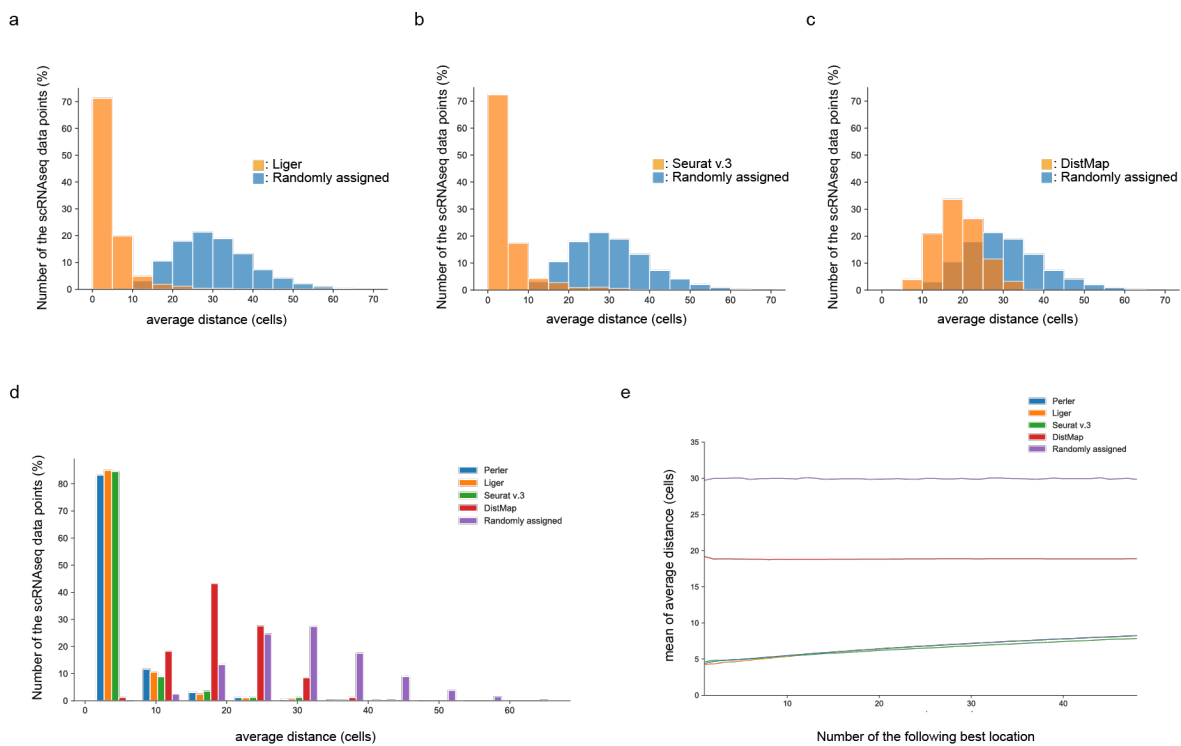 a
Number of the scRNAseq data points (%)
70
60
50
40
30
20
10
0
: Liger
: Randomly assigned
0 10 20 30 40 50 60 70
average distance (cells)
b
Number of the scRNAseq data points (%)
70
60
50
40
30
20
10
0
: Seurat v.3
: Randomly assigned
0 10 20 30 40 50 60 70
average distance (cells)
c
Number of the scRNAseq data points (%)
70
60
50
40
30
20
10
0
: DistMap
: Randomly assigned
0 10 20 30 40 50 60 70
average distance (cells)
d
Number of the scRNAseq data points (%)
80
70
60
50
40
30
20
10
0
Perler
Liger
Seurat v.3
DistMap
Randomly assigned
0 10 20 30 40 50 60
average distance (cells)
e
Perler
Liger
Seurat v.3
DistMap
Randomly assigned
mean of average distance (cells)
35
30
25
20
15
10
5
0
10 20 30 40
Number of the following best location